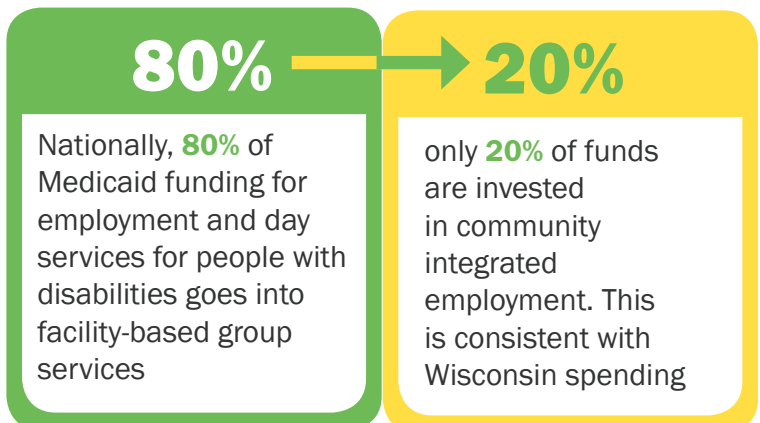 80%
Nationally, 80% of
Medicaid funding for
employment and day
services for people with
disabilities goes into
facility-based group
services
20%
only 20% of funds
are invested
in community
integrated
employment. This
is consistent with
Wisconsin spending